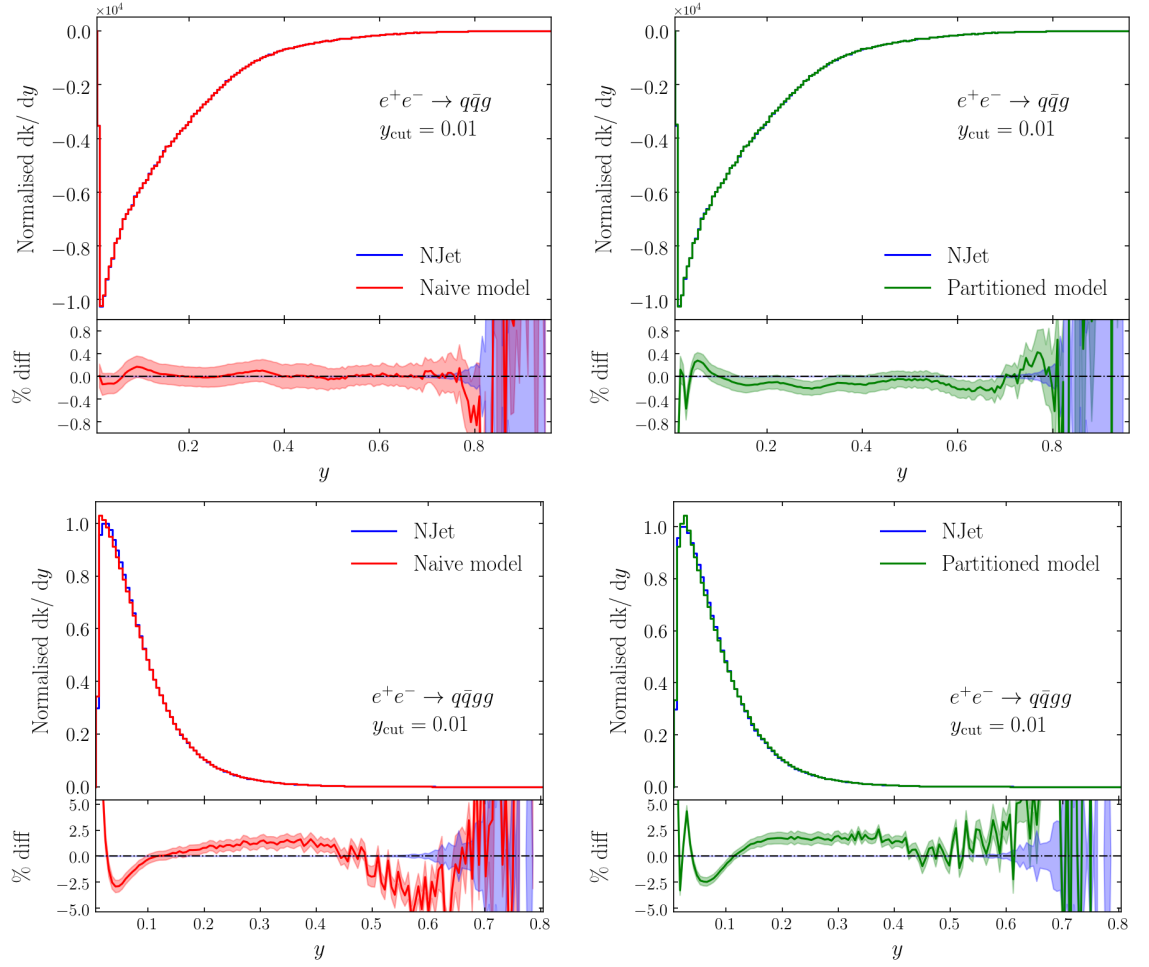 ×10⁴
0.0
−0.2
−0.4
−0.6
−0.8
−1.0
Normalised dk/ dy
e⁺e⁻ → qq̄g
y_cut = 0.01
NJet
Naive model
0.8
0.4
0.0
−0.4
−0.8
% diff
0.2 0.4 0.6 0.8
y
×10⁴
0.0
−0.2
−0.4
−0.6
−0.8
−1.0
Normalised dk/ dy
e⁺e⁻ → qq̄g
y_cut = 0.01
NJet
Partitioned model
0.8
0.4
0.0
−0.4
−0.8
% diff
0.2 0.4 0.6 0.8
y
1.0
0.8
0.6
0.4
0.2
0.0
Normalised dk/ dy
NJet
Naive model
e⁺e⁻ → qq̄gg
y_cut = 0.01
5.0
2.5
0.0
−2.5
−5.0
% diff
0.1 0.2 0.3 0.4 0.5 0.6 0.7 0.8
y
1.0
0.8
0.6
0.4
0.2
0.0
Normalised dk/ dy
NJet
Partitioned model
e⁺e⁻ → qq̄gg
y_cut = 0.01
5.0
2.5
0.0
−2.5
−5.0
% diff
0.1 0.2 0.3 0.4 0.5 0.6 0.7 0.8
y